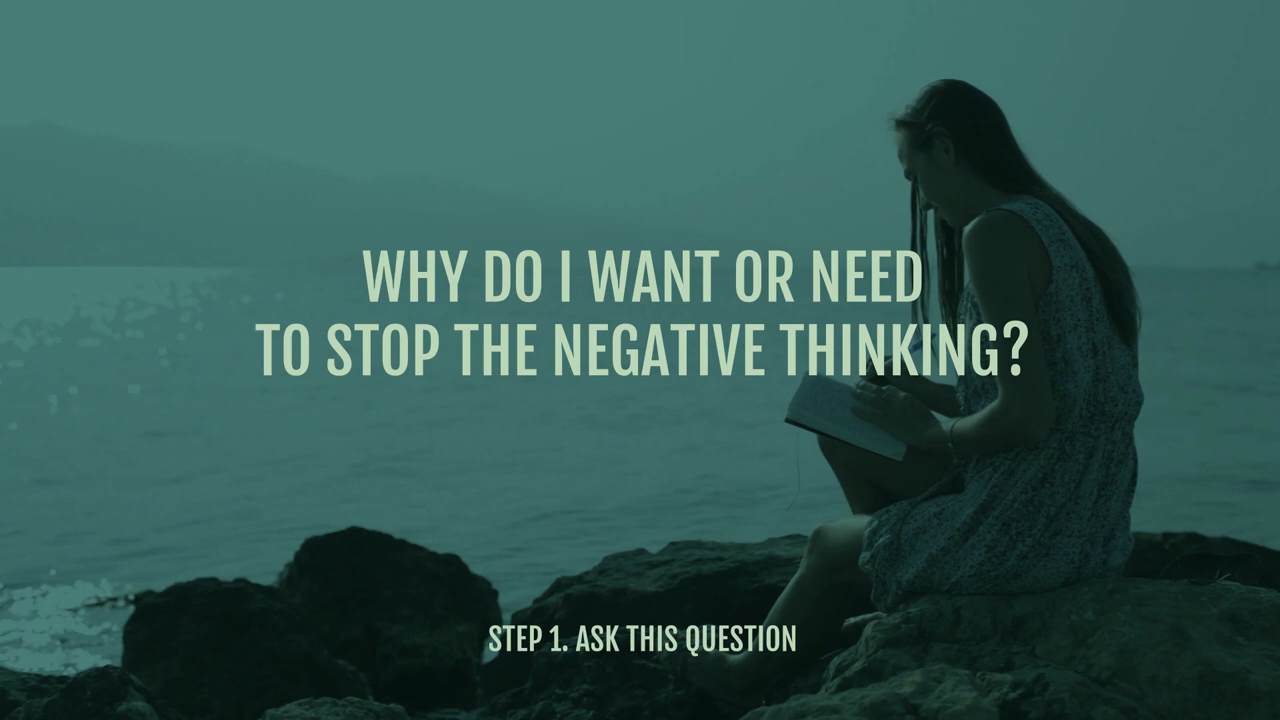 WHY DO I WANT OR NEED
TO STOP THE NEGATIVE THINKING?
STEP 1. ASK THIS QUESTION